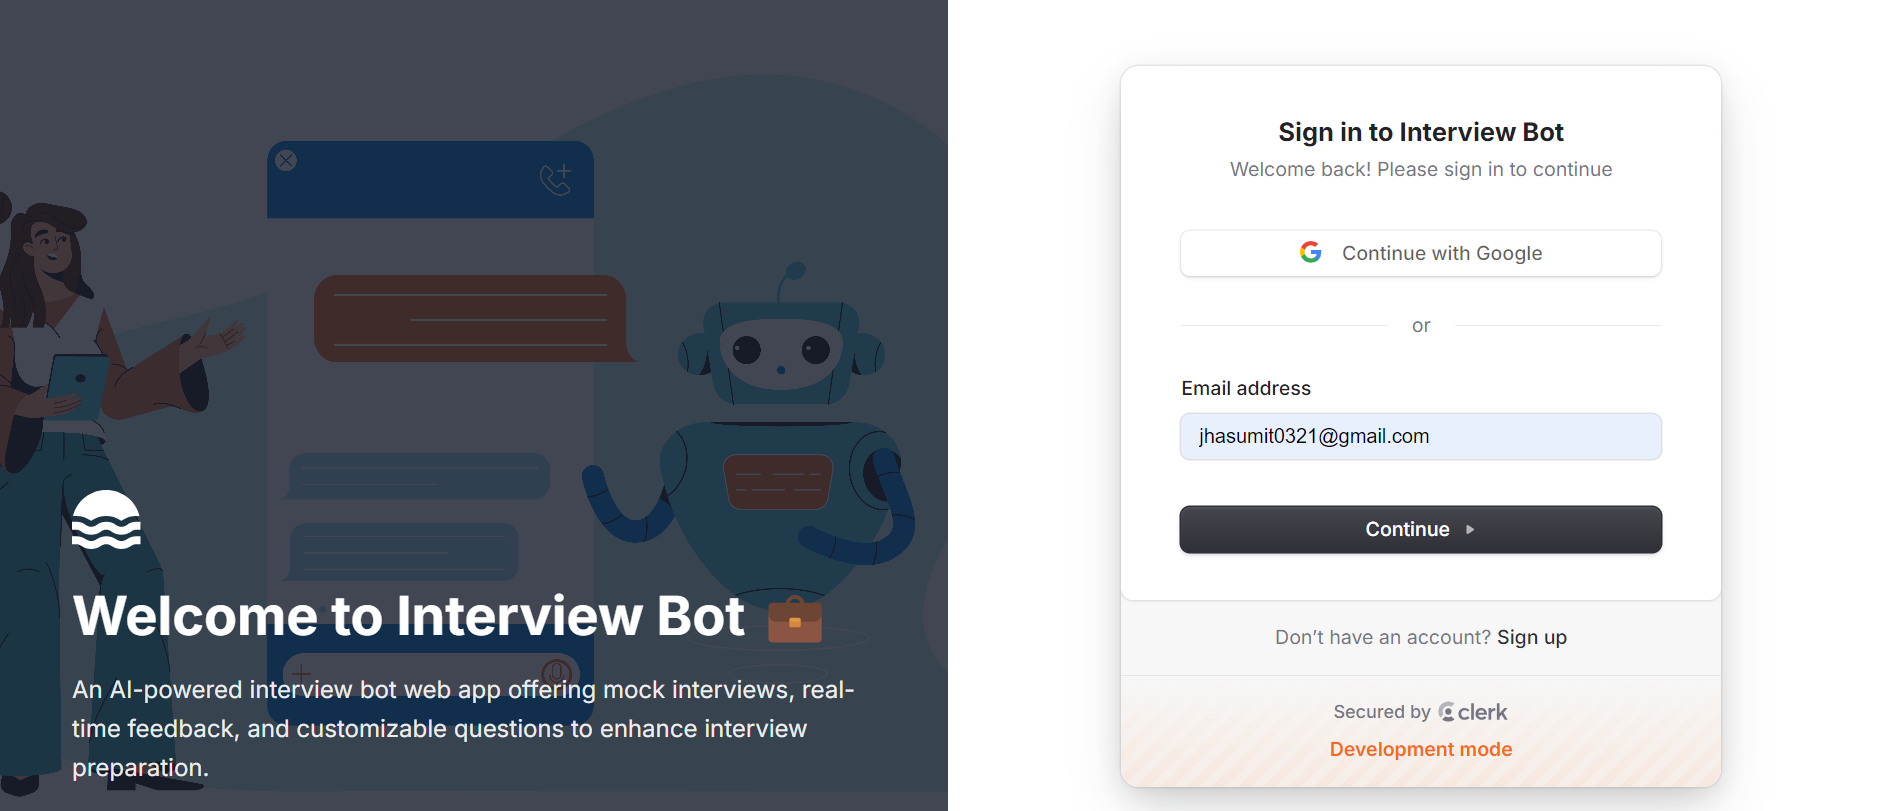 Welcome to Interview Bot
An AI-powered interview bot web app offering mock interviews, real-
time feedback, and customizable questions to enhance interview
preparation.
Sign in to Interview Bot
Welcome back! Please sign in to continue
Continue with Google
or
Email address
jhasumit0321@gmail.com
Continue
Don’t have an account? Sign up
Secured by clerk
Development mode